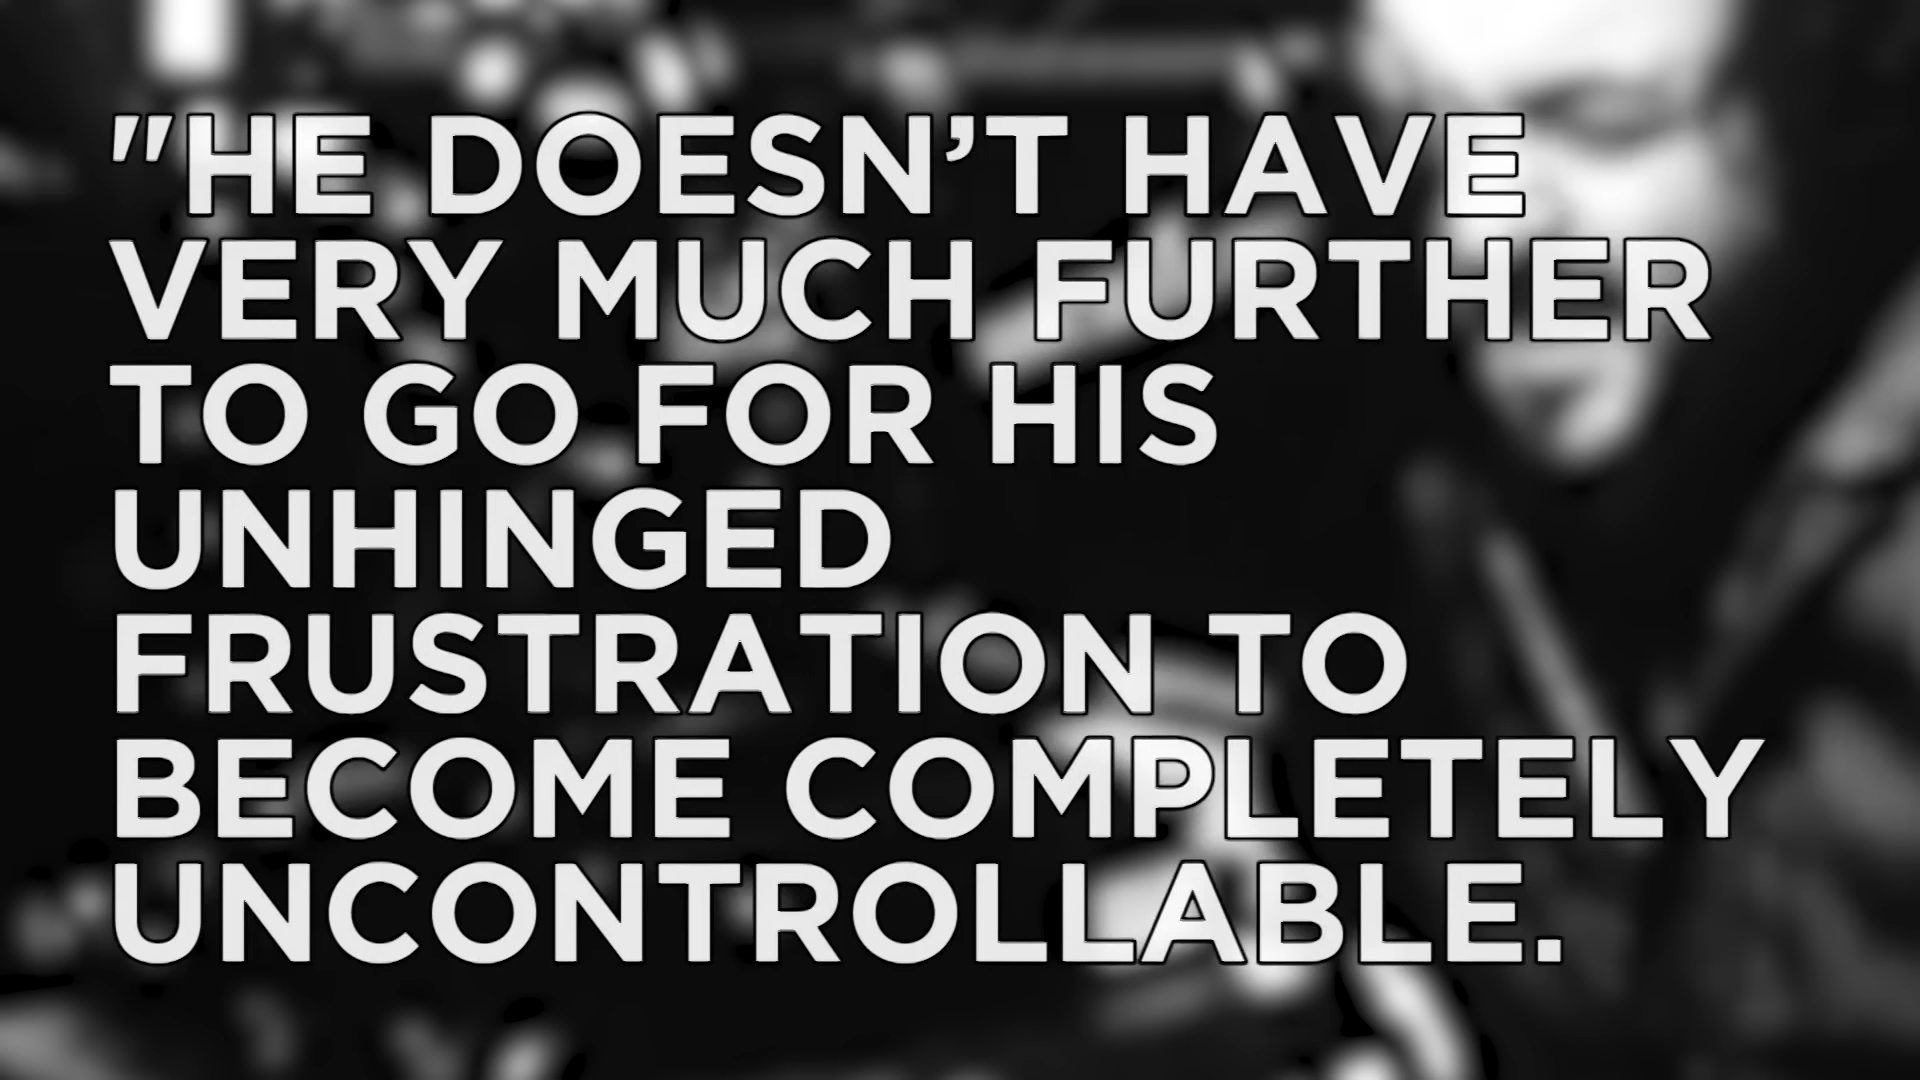 "HE DOESN’T HAVE
VERY MUCH FURTHER
TO GO FOR HIS
UNHINGED
FRUSTRATION TO
BECOME COMPLETELY
UNCONTROLLABLE.